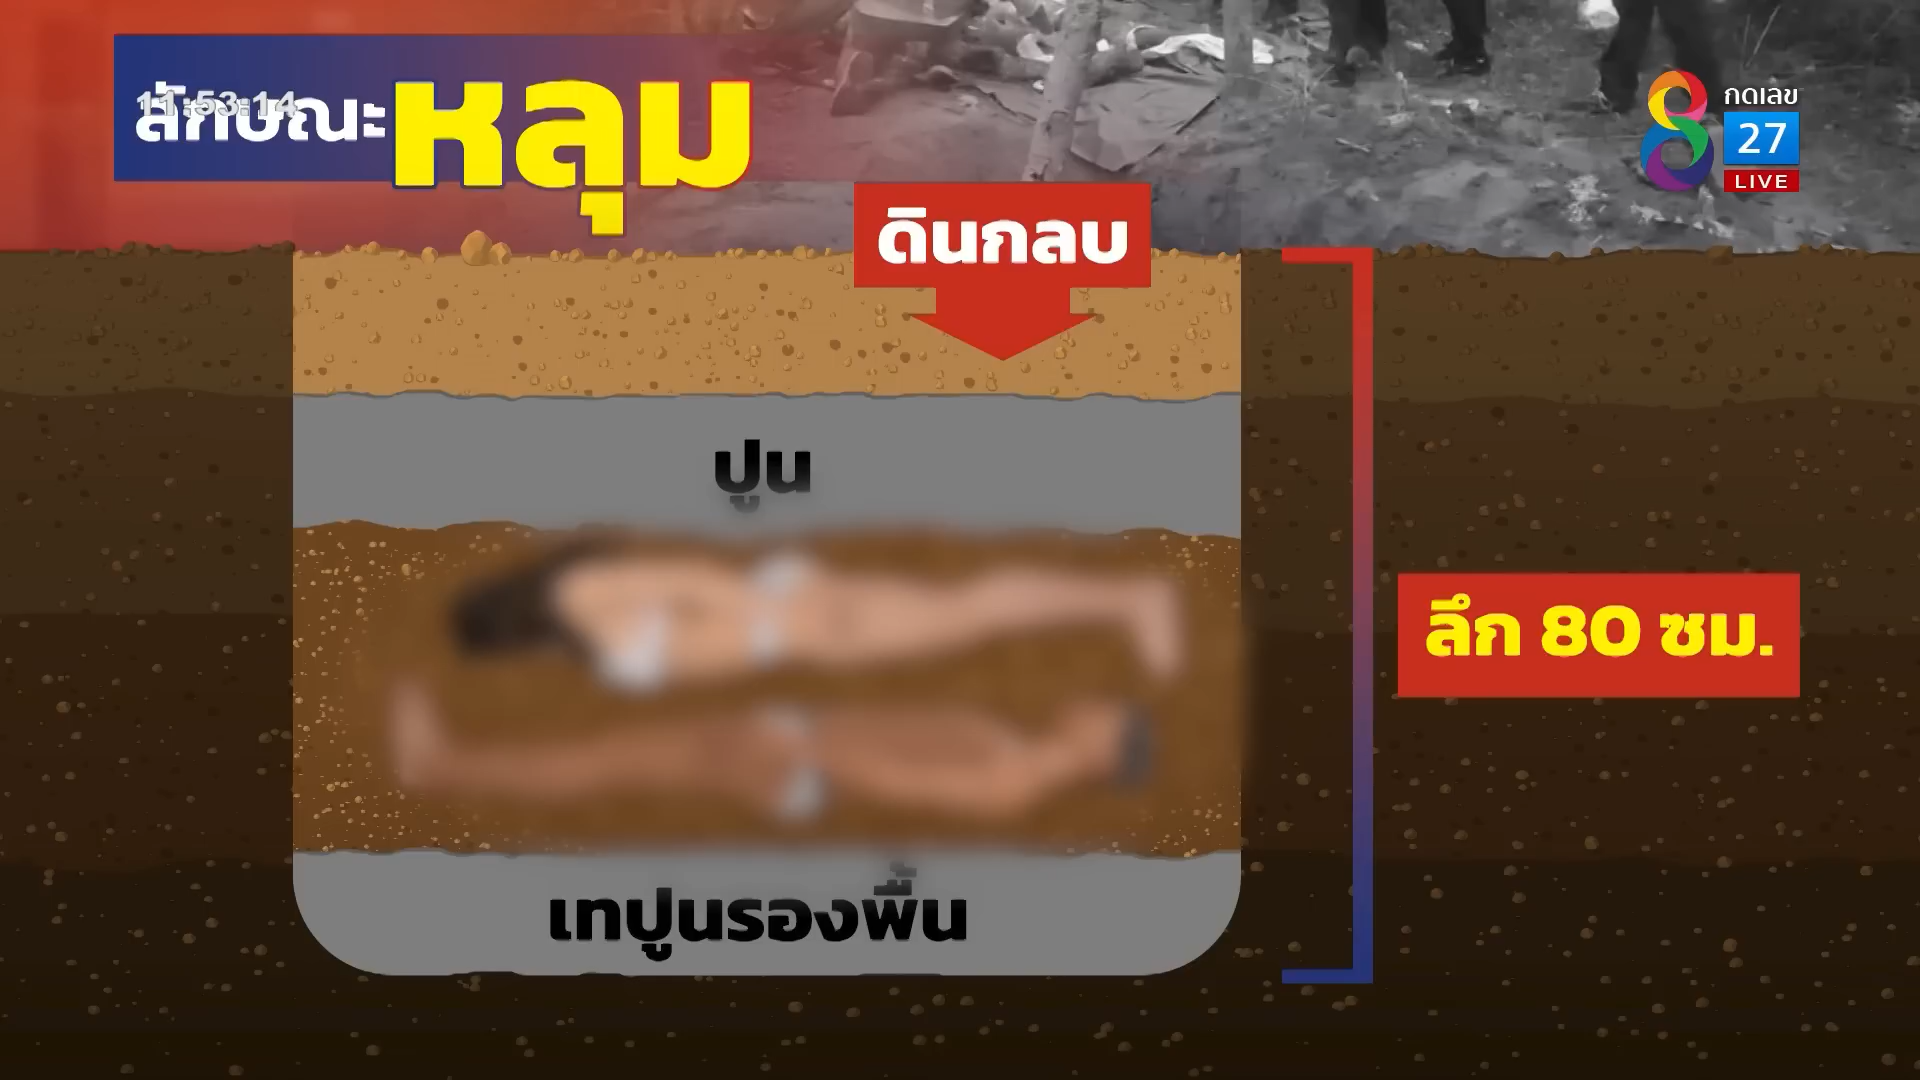 ลักษณะหลุม
11:53:14
กดเลข
27
LIVE
ดินกลบ
ปูน
ลึก 80 ซม.
เทปูนรองพื้น